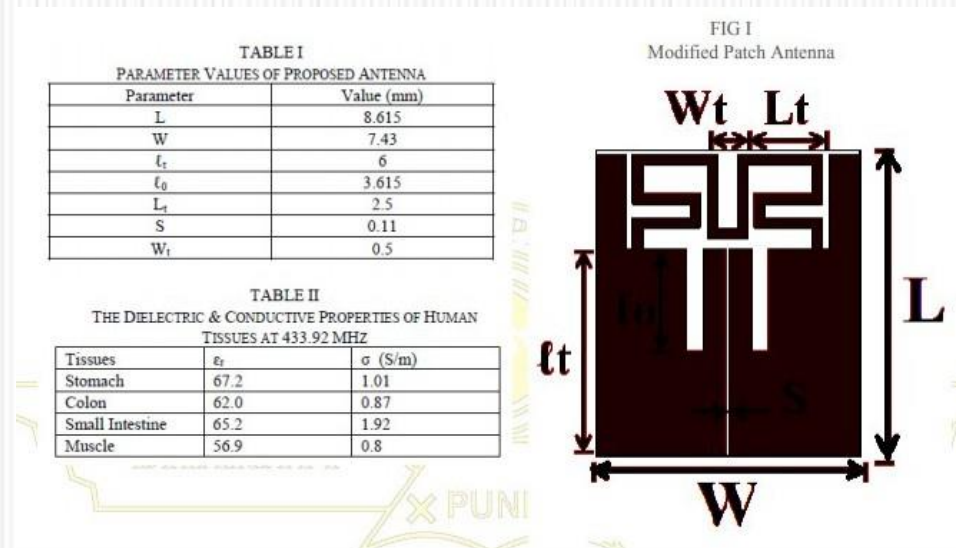 TABLE I
PARAMETER VALUES OF PROPOSED ANTENNA
Parameter Value (mm)
L 8.615
W 7.43
ℓt 6
ℓ0 3.615
Lt 2.5
S 0.11
Wt 0.5
TABLE II
THE DIELECTRIC & CONDUCTIVE PROPERTIES OF HUMAN
TISSUES AT 433.92 MHZ
Tissues εr σ (S/m)
Stomach 67.2 1.01
Colon 62.0 0.87
Small Intestine 65.2 1.92
Muscle 56.9 0.8
FIG I
Modified Patch Antenna
Wt Lt
L
ℓt
S
W
PUNI